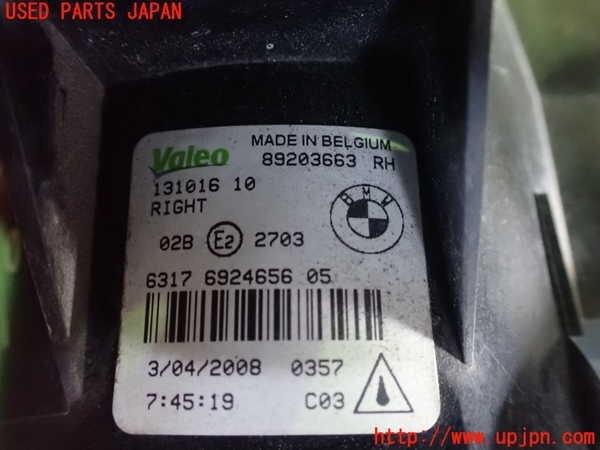 USED PARTS JAPAN
Valeo
MADE IN BELGIUM
89203663 RH
131016 10
RIGHT
BMW
02B E2 2703
6317 6924656 05
3/04/2008 0357
7:45:19 C03
http://www.upjpn.com/